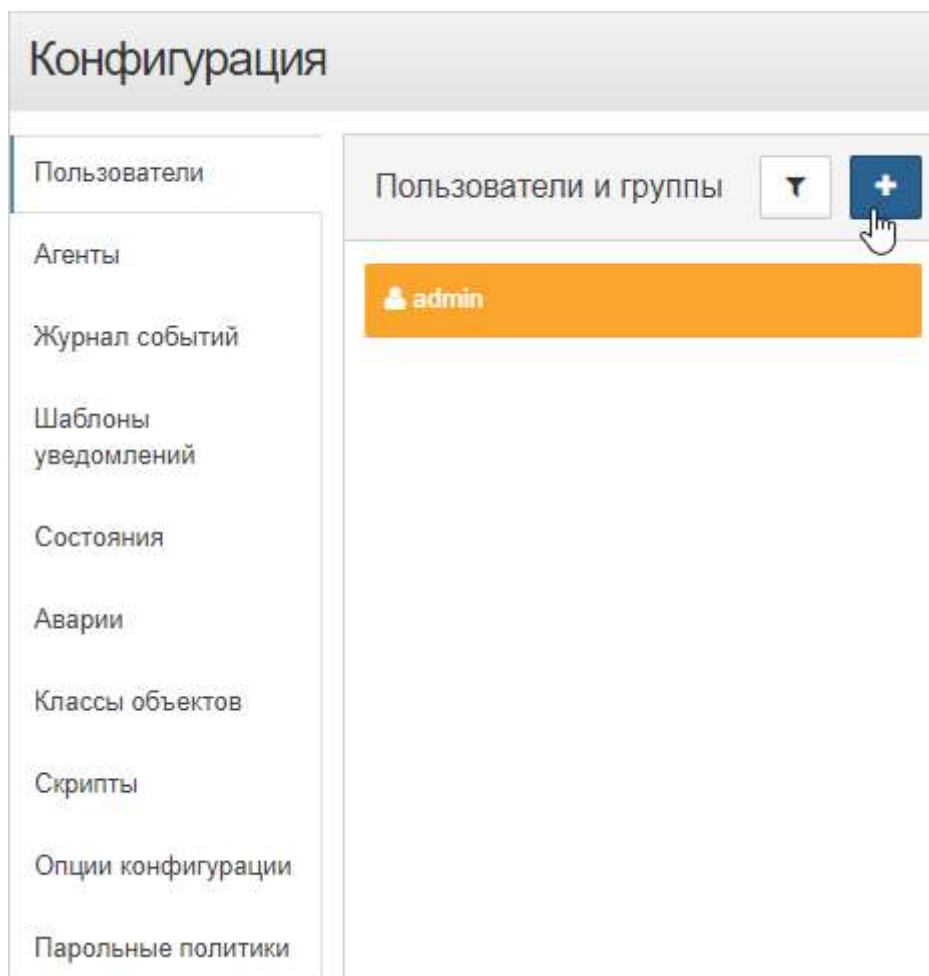 Конфигурация
Пользователи
Агенты
Журнал событий
Шаблоны
уведомлений
Состояния
Аварии
Классы объектов
Скрипты
Опции конфигурации
Парольные политики
Пользователи и группы
admin